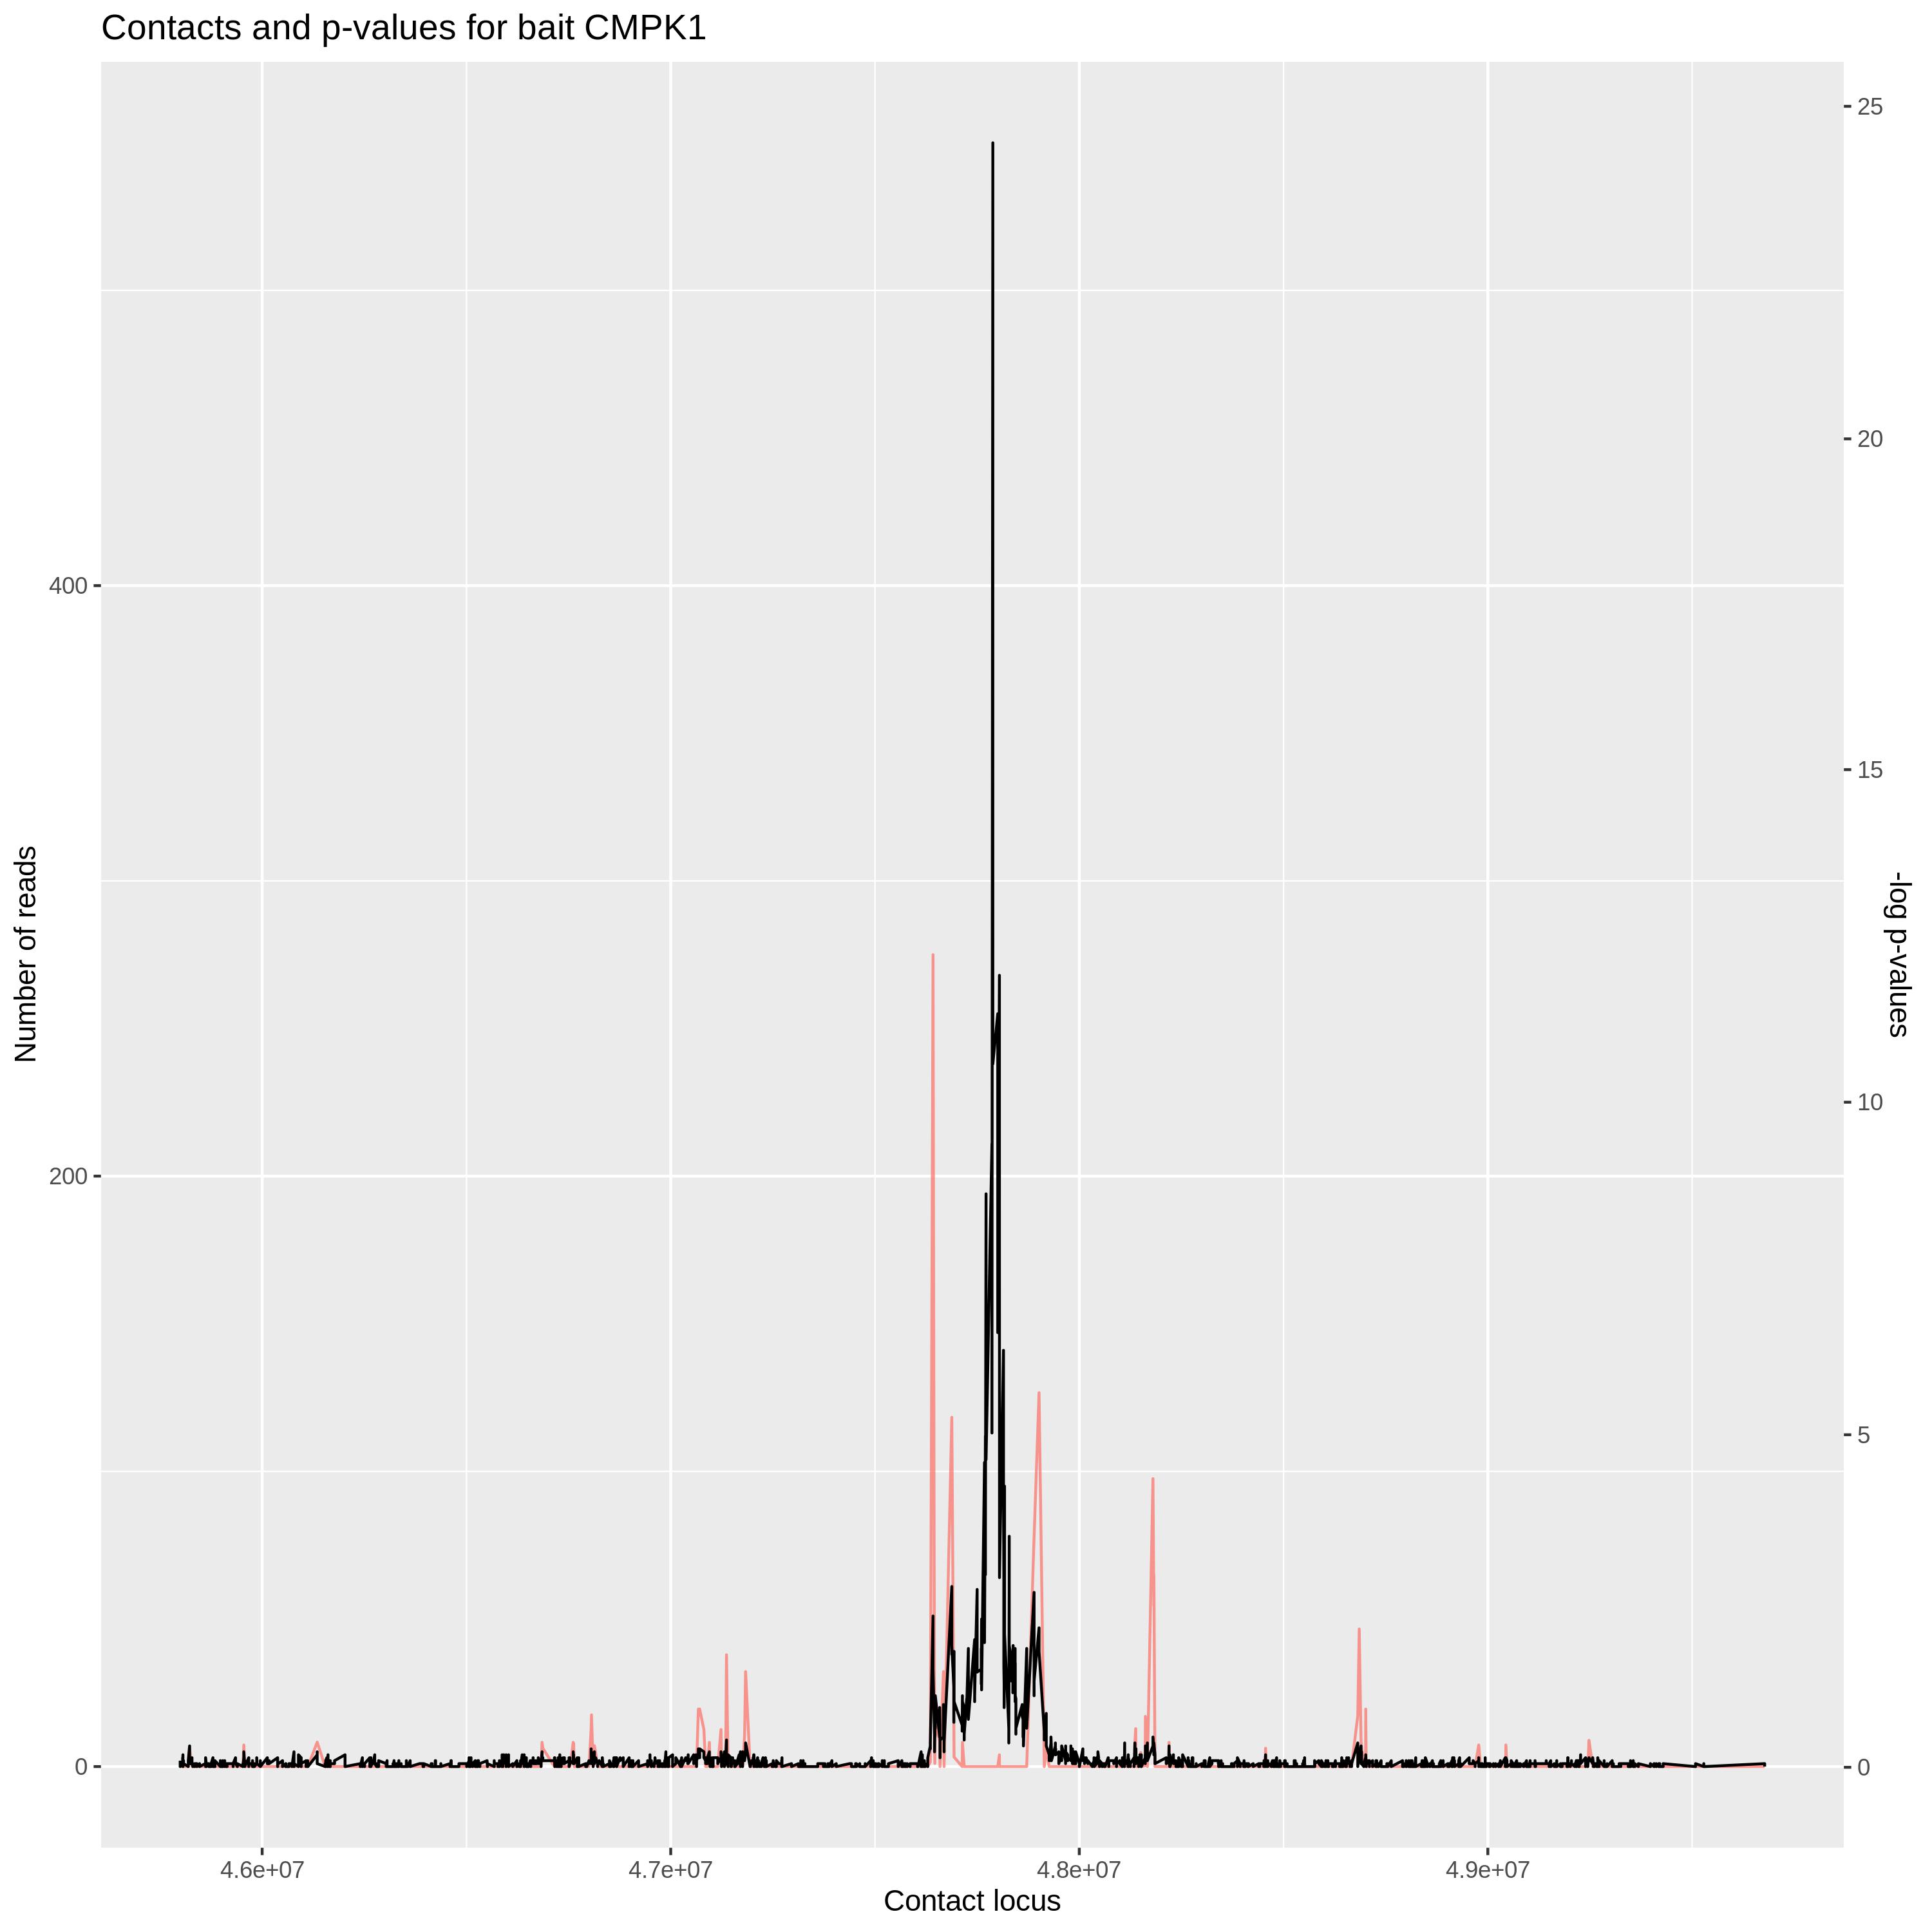 Contacts and p-values for bait CMPK1
Number of reads
400
200
0
25
20
15
10
5
0
-log p-values
4.6e+07
4.7e+07
4.8e+07
4.9e+07
Contact locus